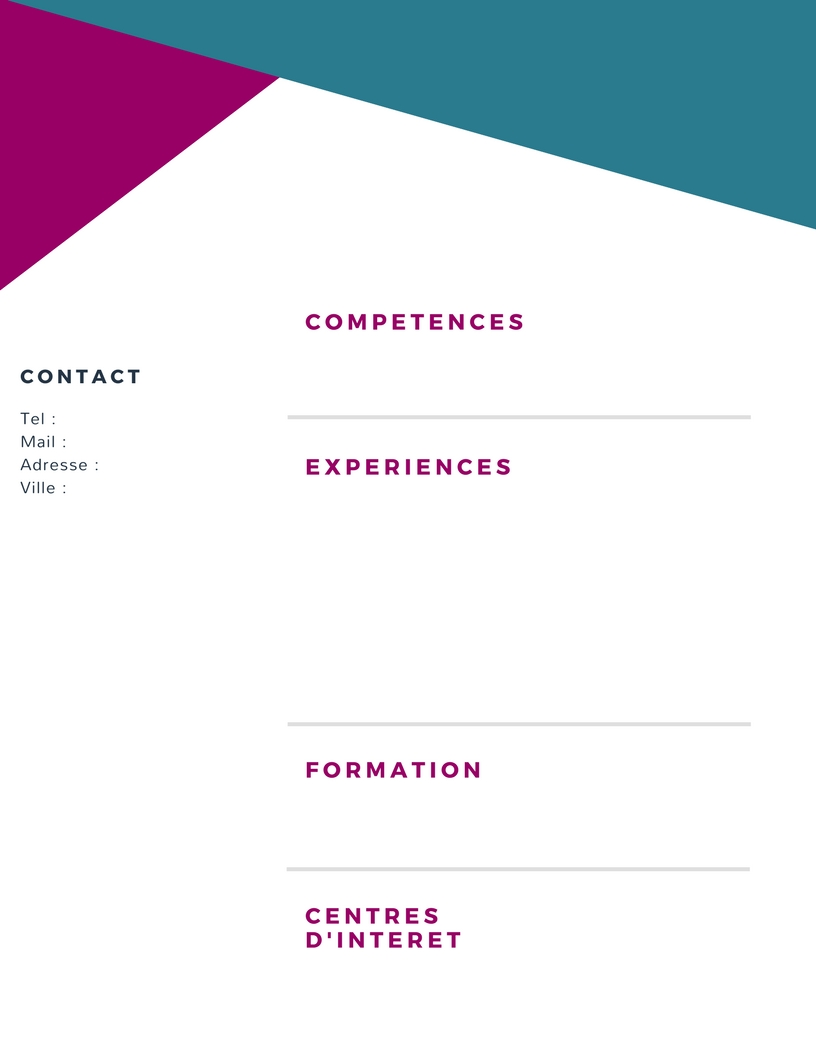 COMPETENCES
CONTACT
Tel :
Mail :
Adresse :
Ville :
EXPERIENCES
FORMATION
CENTRES
D'INTERET